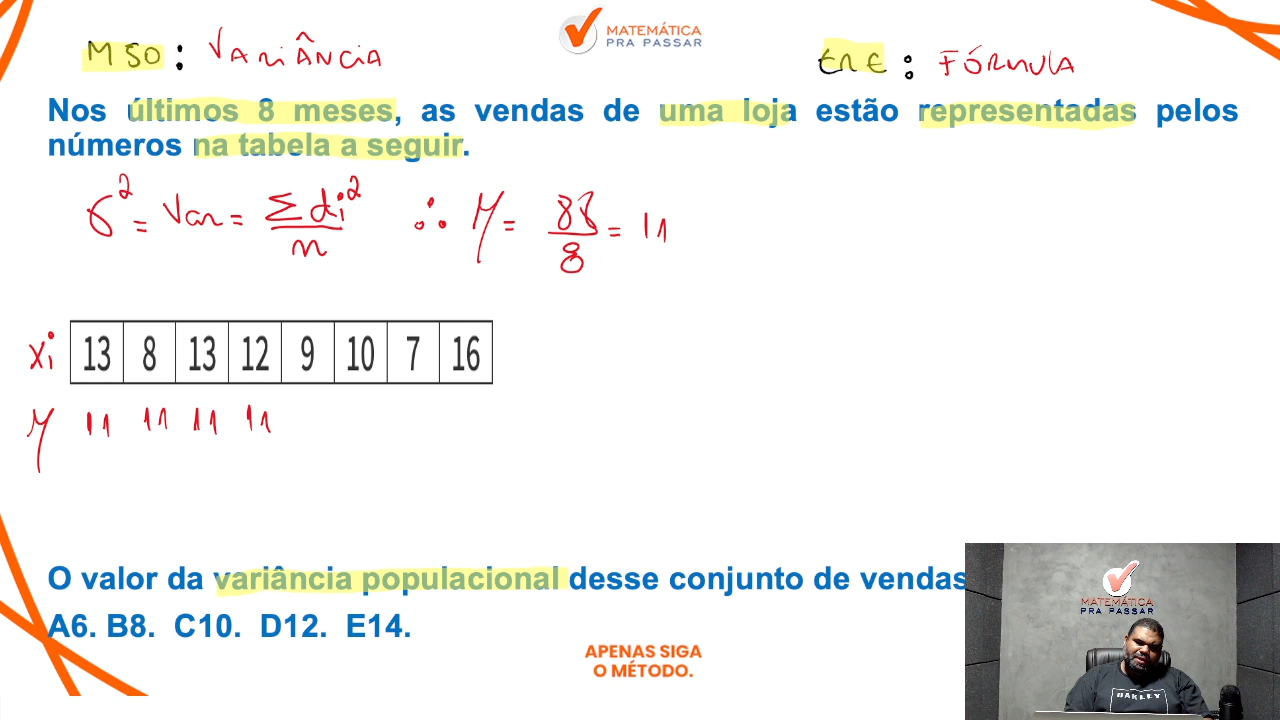 MATEMÁTICA
PRA PASSAR
MSO: VARIÂNCIA
ENE: FÓRMULA
Nos últimos 8 meses, as vendas de uma loja estão representadas pelos
números na tabela a seguir.
σ² = Var = Σdi²/n ∴ μ = 88/8 = 11
xi 13 8 13 12 9 10 7 16
μ 11 11 11 11
O valor da variância populacional desse conjunto de vendas
A6. B8. C10. D12. E14.
APENAS SIGA
O MÉTODO.
MATEMÁTICA
PRA PASSAR
OAKLEY